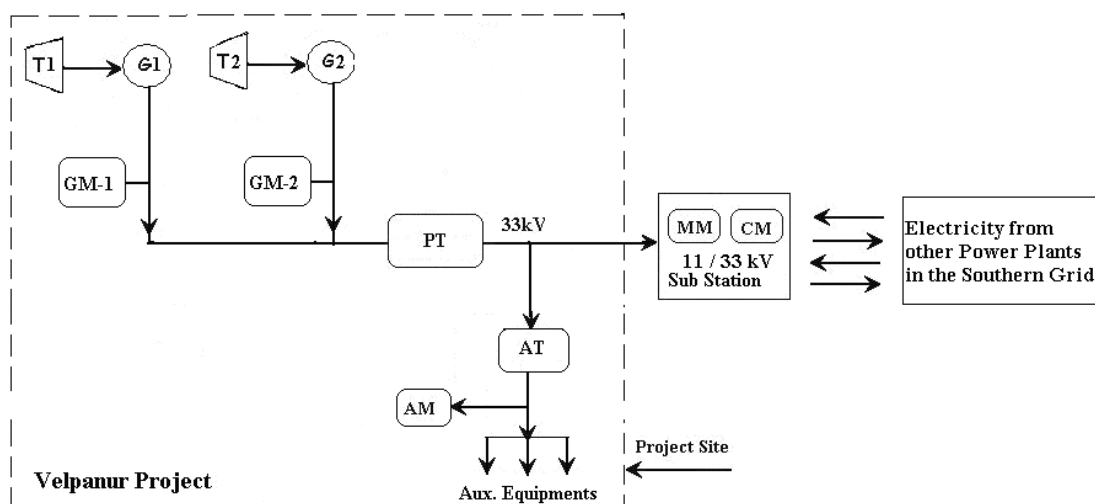 T1
G1
T2
G2
GM-1
GM-2
PT
33kV
MM
CM
11 / 33 kV
Sub Station
Electricity from
other Power Plants
in the Southern Grid
AT
AM
Project Site
Velpanur Project
Aux. Equipments